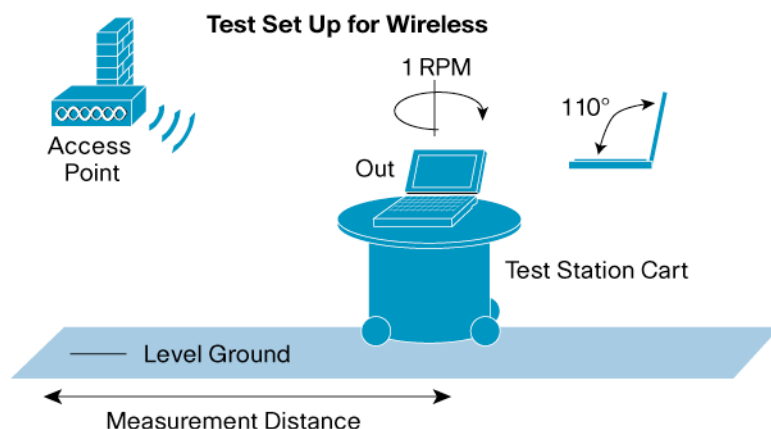 Test Set Up for Wireless
1 RPM
110°
Access
Point
Out
Test Station Cart
Level Ground
Measurement Distance